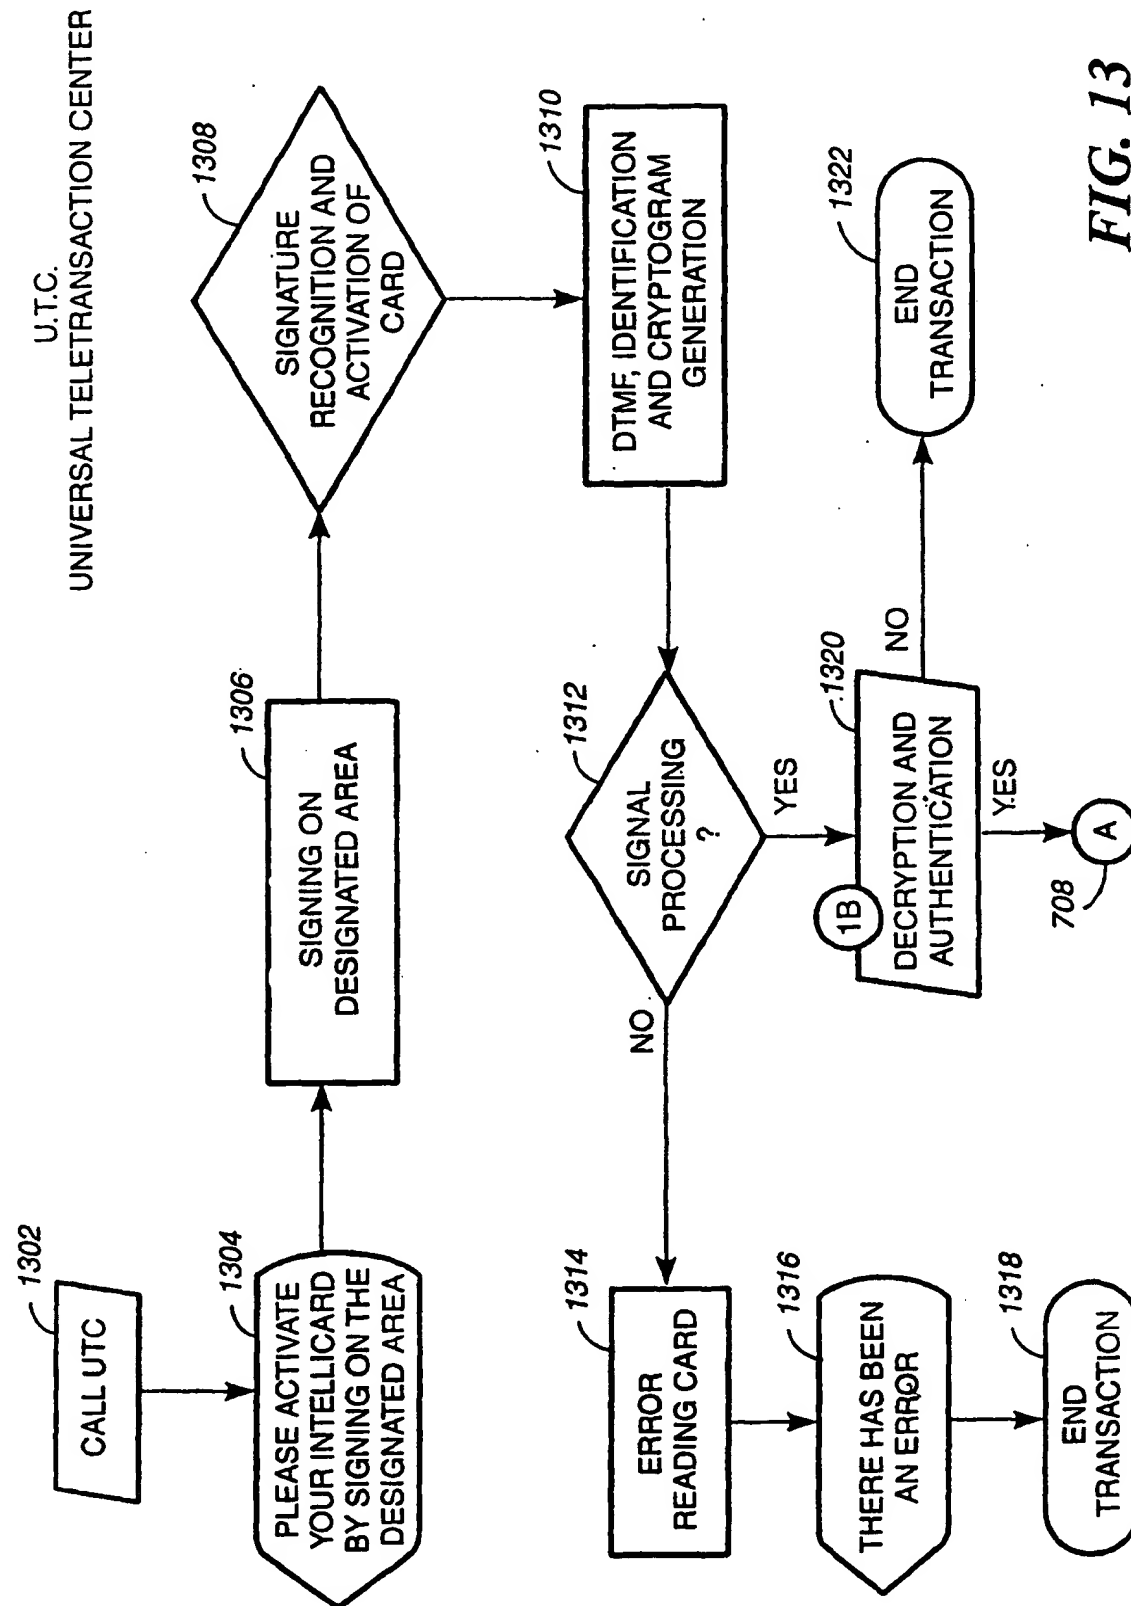 U.T.C.
UNIVERSAL TELETRANSACTION CENTER
1302
CALL UTC
1304
PLEASE ACTIVATE
YOUR INTELLICARD
BY SIGNING ON THE
DESIGNATED AREA
1306
SIGNING ON
DESIGNATED AREA
1308
SIGNATURE
RECOGNITION AND
ACTIVATION OF
CARD
1310
DTMF, IDENTIFICATION
AND CRYPTOGRAM
GENERATION
1312
SIGNAL
PROCESSING
?
NO
YES
1314
ERROR
READING CARD
1316
THERE HAS BEEN
AN ERROR
1318
END
TRANSACTION
1B
1320
DECRYPTION AND
AUTHENTICATION
NO
YES
1322
END
TRANSACTION
A
708
FIG. 13